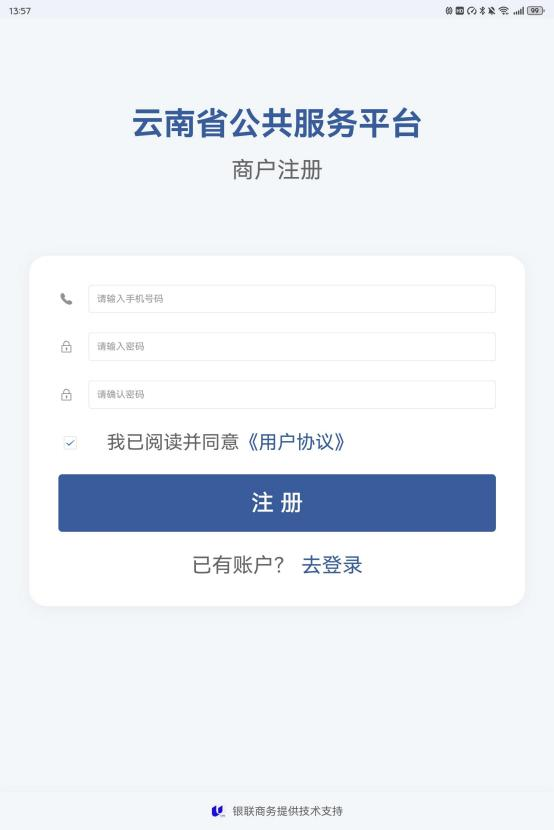 13:57
HD
99
云南省公共服务平台
商户注册
请输入手机号码
请输入密码
请确认密码
我已阅读并同意《用户协议》
注 册
已有账户? 去登录
银联商务提供技术支持